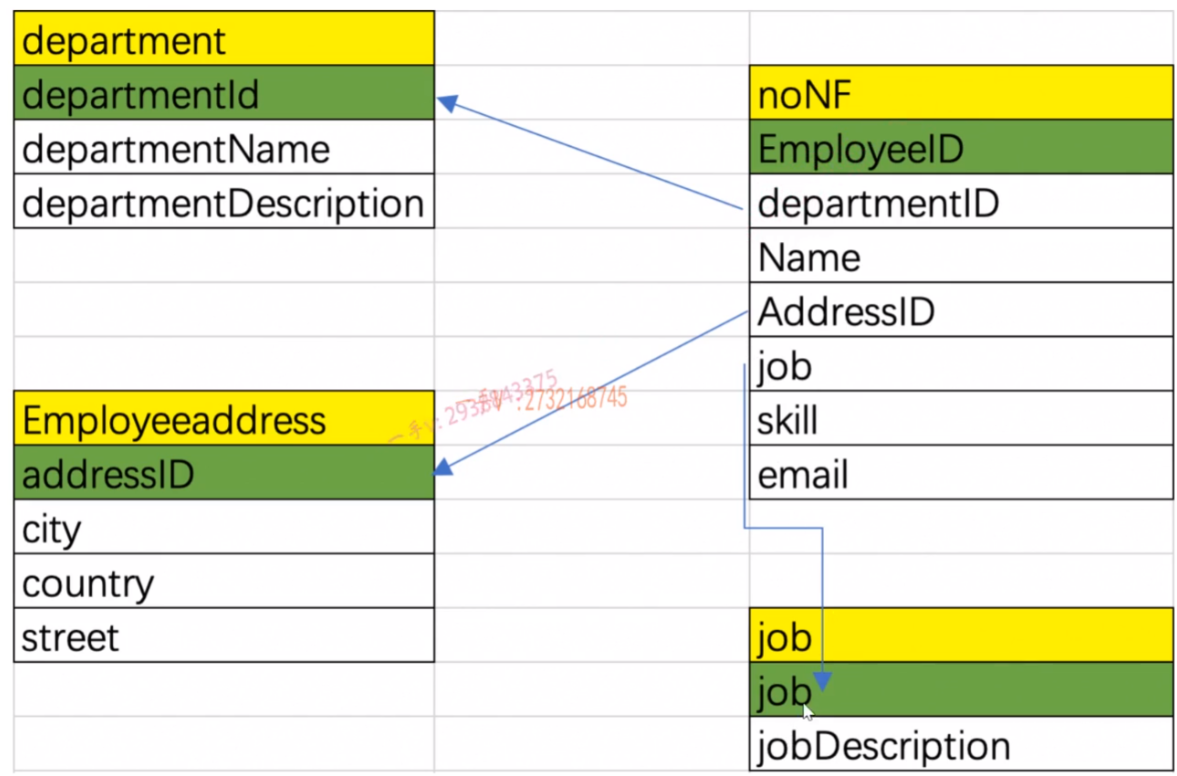 department
departmentId
departmentName
departmentDescription
noNF
EmployeeID
departmentID
Name
AddressID
job
skill
email
Employeeaddress
addressID
city
country
street
job
job
jobDescription
一手V: :2732168745